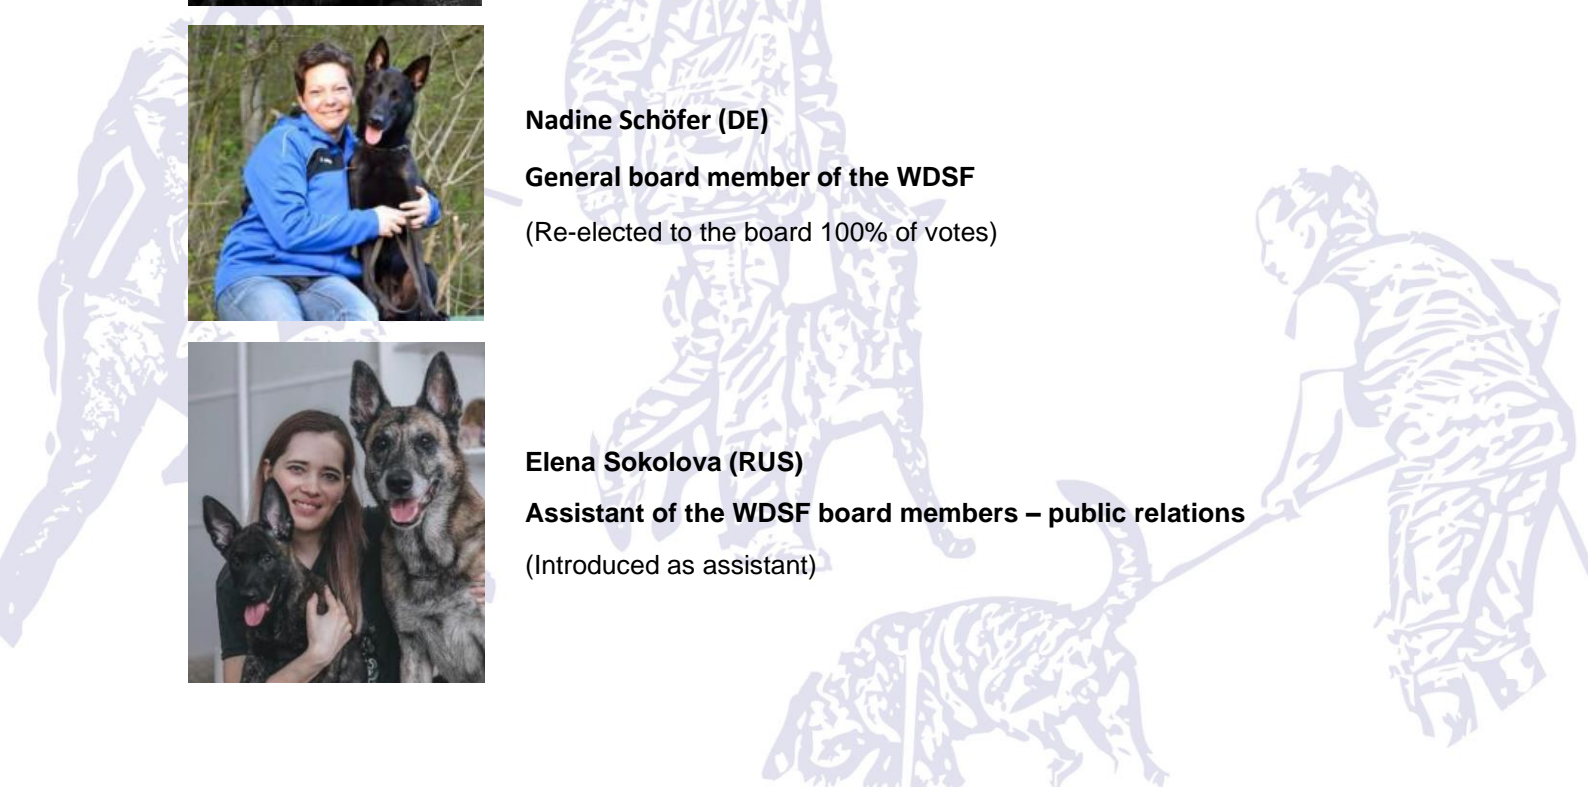 Nadine Schöfer (DE)
General board member of the WDSF
(Re-elected to the board 100% of votes)
Elena Sokolova (RUS)
Assistant of the WDSF board members – public relations
(Introduced as assistant)